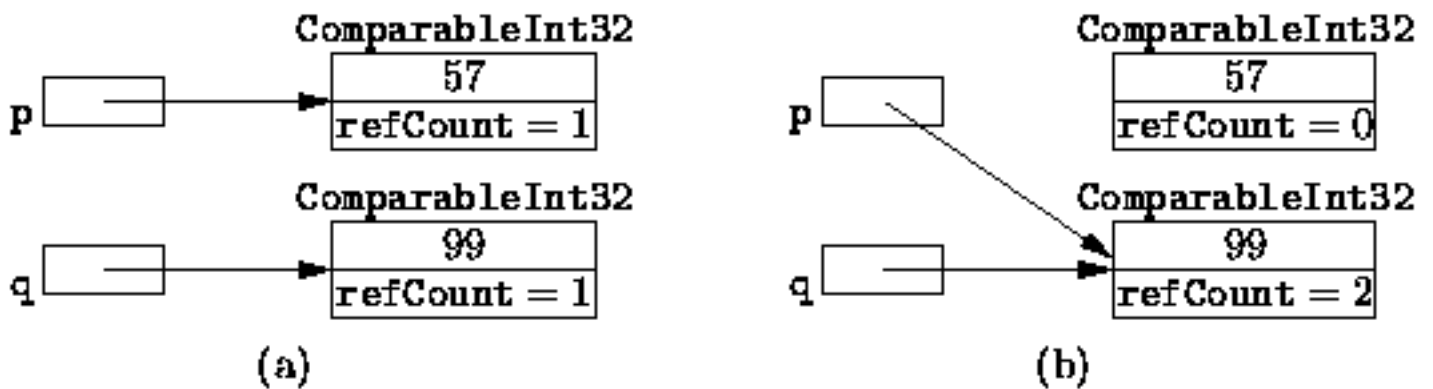 ComparableInt32
57
p
refCount = 1
ComparableInt32
99
q
refCount = 1
(a)
ComparableInt32
57
p
refCount = 0
ComparableInt32
99
q
refCount = 2
(b)